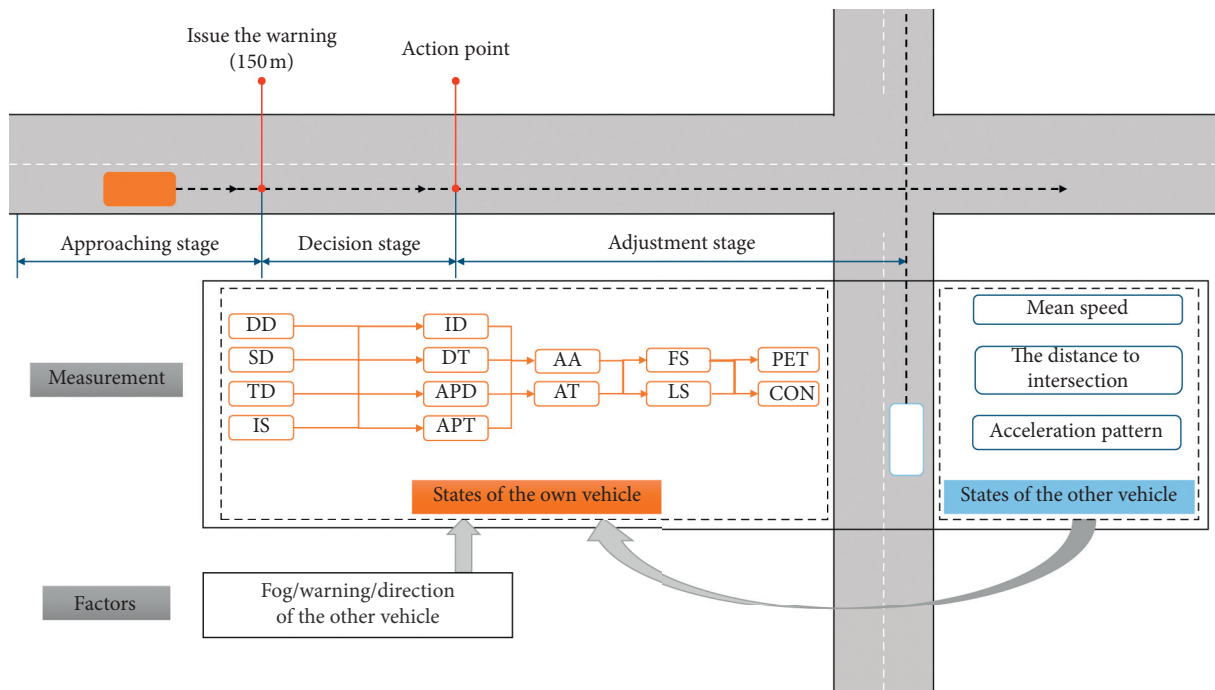 Issue the warning
(150 m)
Action point
Approaching stage
Decision stage
Adjustment stage
Measurement
DD
SD
TD
IS
ID
DT
APD
APT
AA
AT
FS
LS
PET
CON
States of the own vehicle
Mean speed
The distance to
intersection
Acceleration pattern
States of the other vehicle
Factors
Fog/warning/direction
of the other vehicle